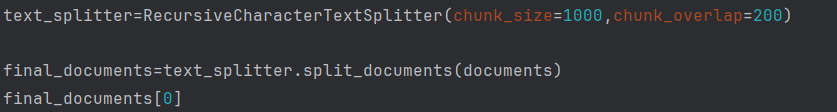 text_splitter=RecursiveCharacterTextSplitter(chunk_size=1000,chunk_overlap=200)
final_documents=text_splitter.split_documents(documents)
final_documents[0]